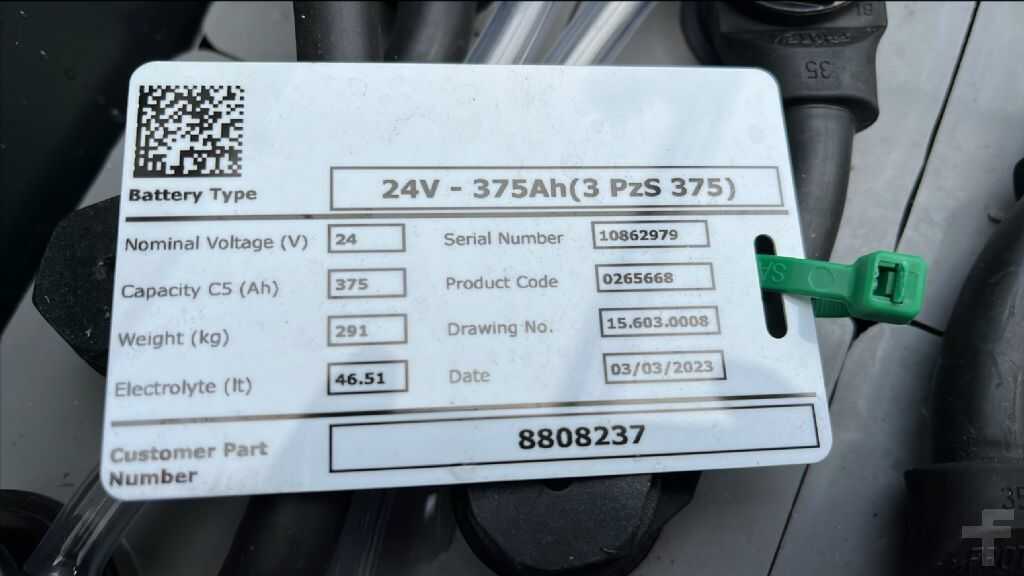 Battery Type 24V - 375Ah(3 PzS 375)
Nominal Voltage (V) 24 Serial Number 10862979
Capacity C5 (Ah) 375 Product Code 0265668
Weight (kg) 291 Drawing No. 15.603.0008
Electrolyte (lt) 46.51 Date 03/03/2023
Customer Part
Number 8808237
35